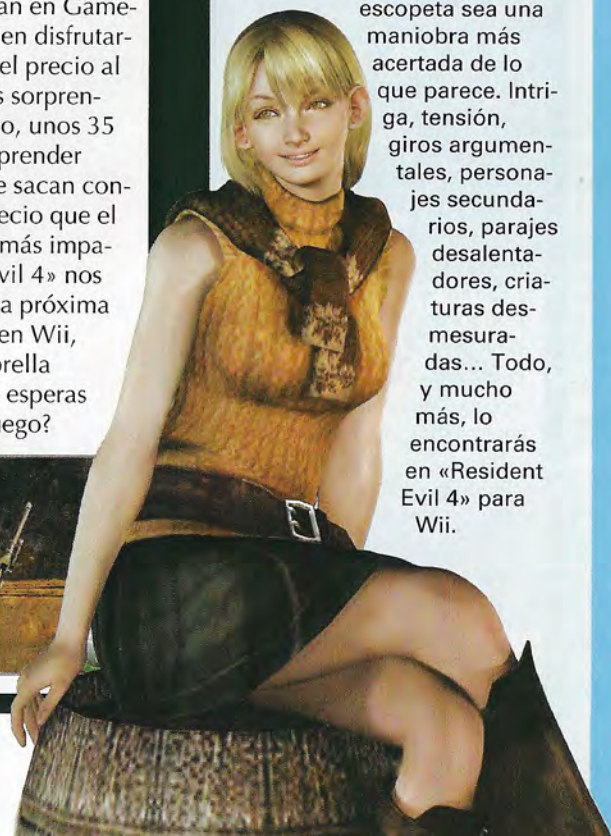 an en Game-
en disfrutar-
el precio al
s sorpren-
o, unos 35
prender
e sacan con-
ecio que el
más impa-
vil 4» nos
a próxima
en Wii,
orella
esperas
ego?
escopeta sea una
maniobra más
acertada de lo
que parece. Intri-
ga, tensión,
giros argumen-
tales, persona-
jes secunda-
rios, parajes
desalenta-
dores, cria-
turas des-
mesura-
das... Todo,
y mucho
más, lo
encontrarás
en «Resident
Evil 4» para
Wii.